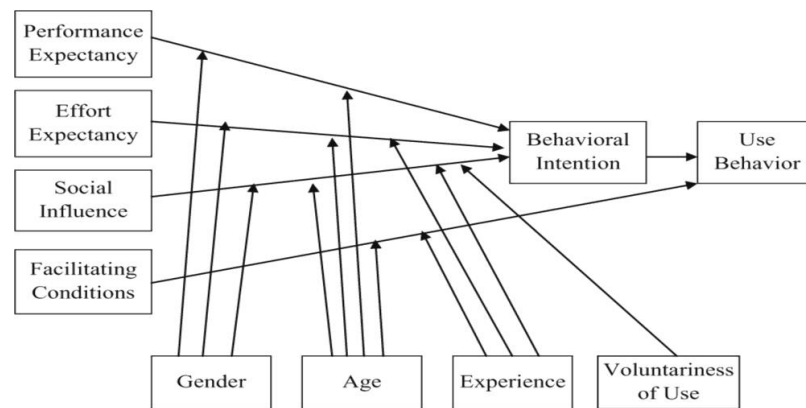 Performance
Expectancy
Effort
Expectancy
Social
Influence
Facilitating
Conditions
Behavioral
Intention
Use
Behavior
Gender
Age
Experience
Voluntariness
of Use